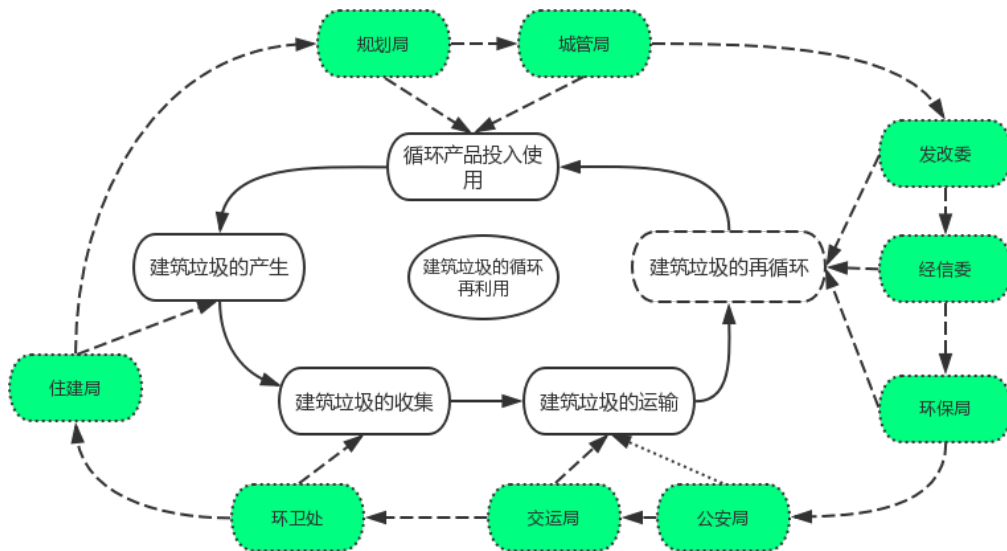 规划局
城管局
循环产品投入使
用
发改委
建筑垃圾的产生
建筑垃圾的循环
再利用
建筑垃圾的再循环
经信委
住建局
建筑垃圾的收集
建筑垃圾的运输
环保局
环卫处
交运局
公安局